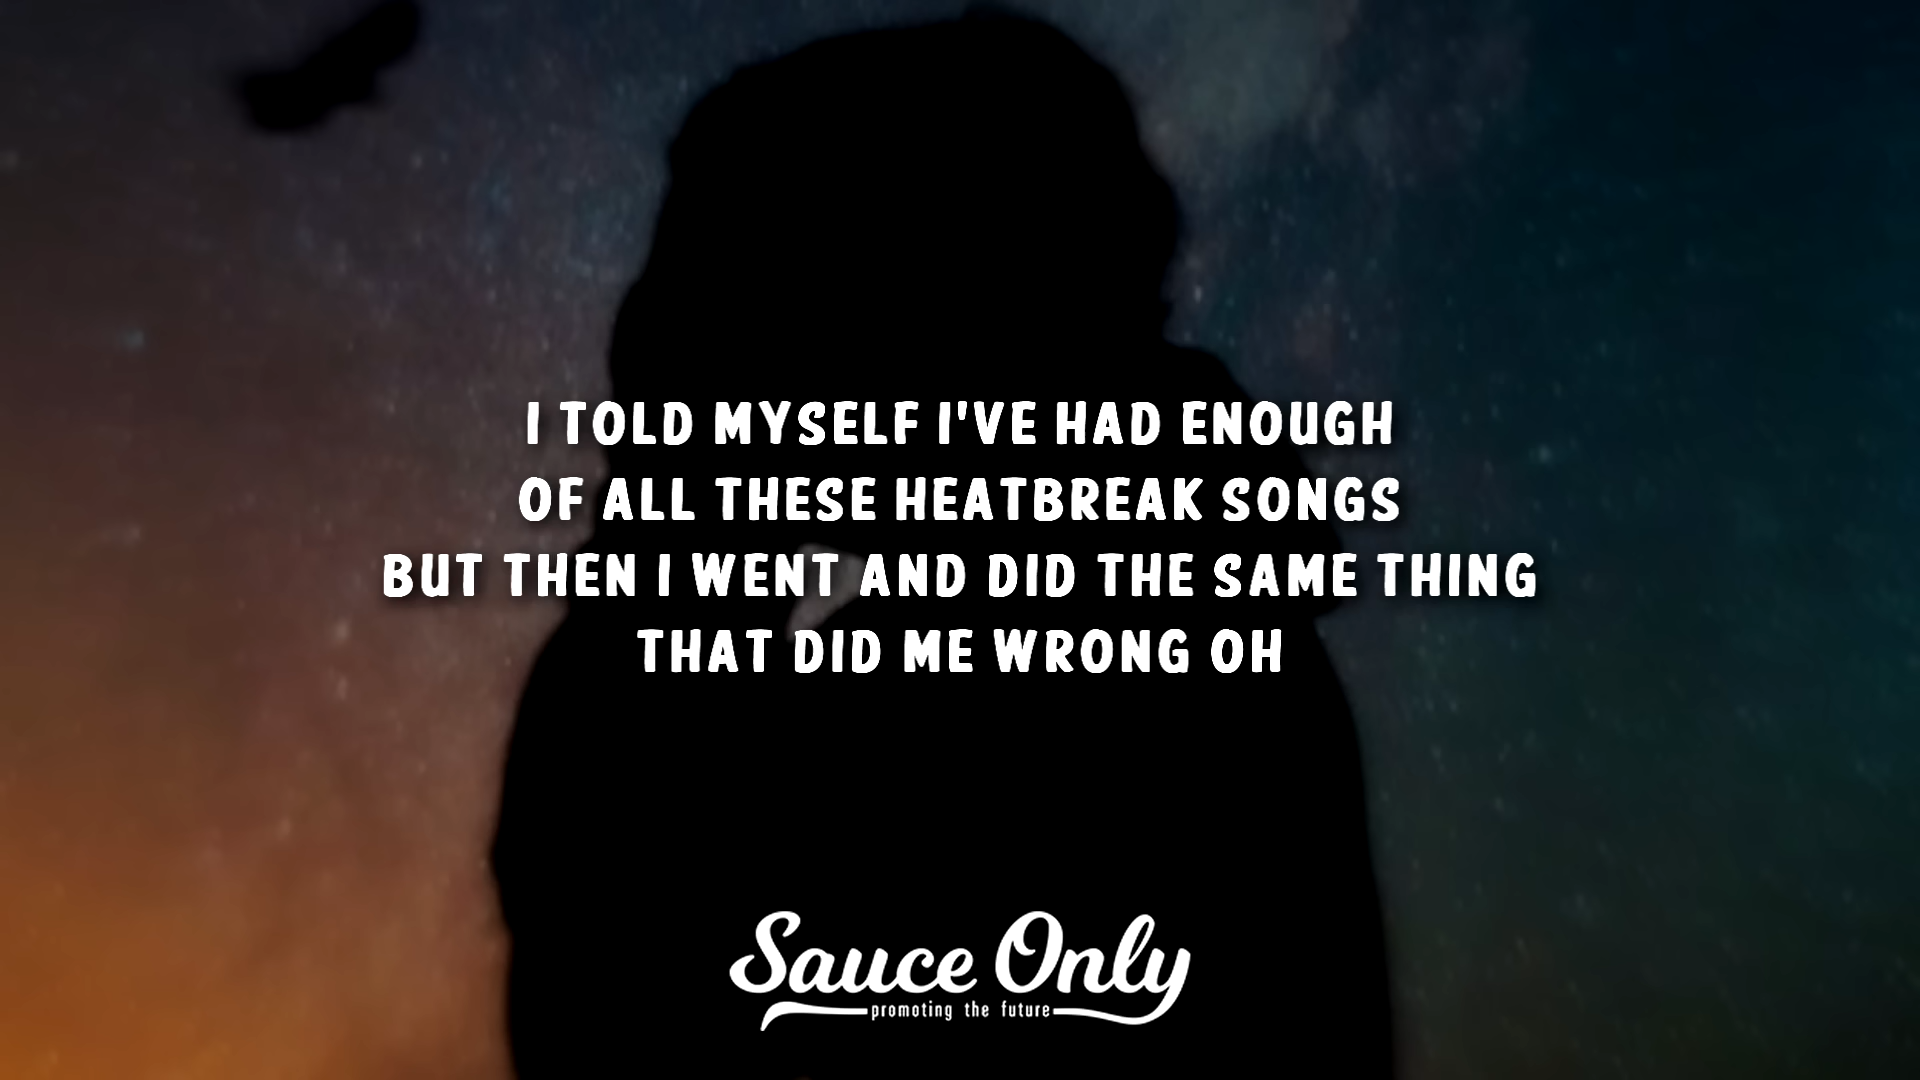 I TOLD MYSELF I'VE HAD ENOUGH
OF ALL THESE HEATBREAK SONGS
BUT THEN I WENT AND DID THE SAME THING
THAT DID ME WRONG OH
Sauce Only
promoting the future